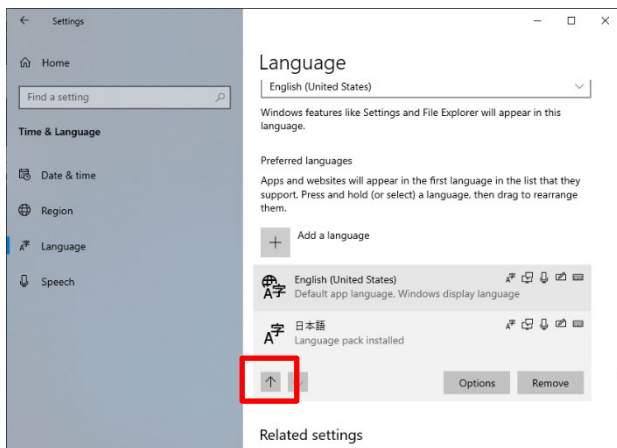 Settings
Home
Find a setting
Time & Language
Date & time
Region
Language
Speech
Language
English (United States)
Windows features like Settings and File Explorer will appear in this
language.
Preferred languages
Apps and websites will appear in the first language in the list that they
support. Press and hold (or select) a language, then drag to rearrange
them.
Add a language
English (United States)
Default app language, Windows display language
日本語
Language pack installed
Options
Remove
Related settings